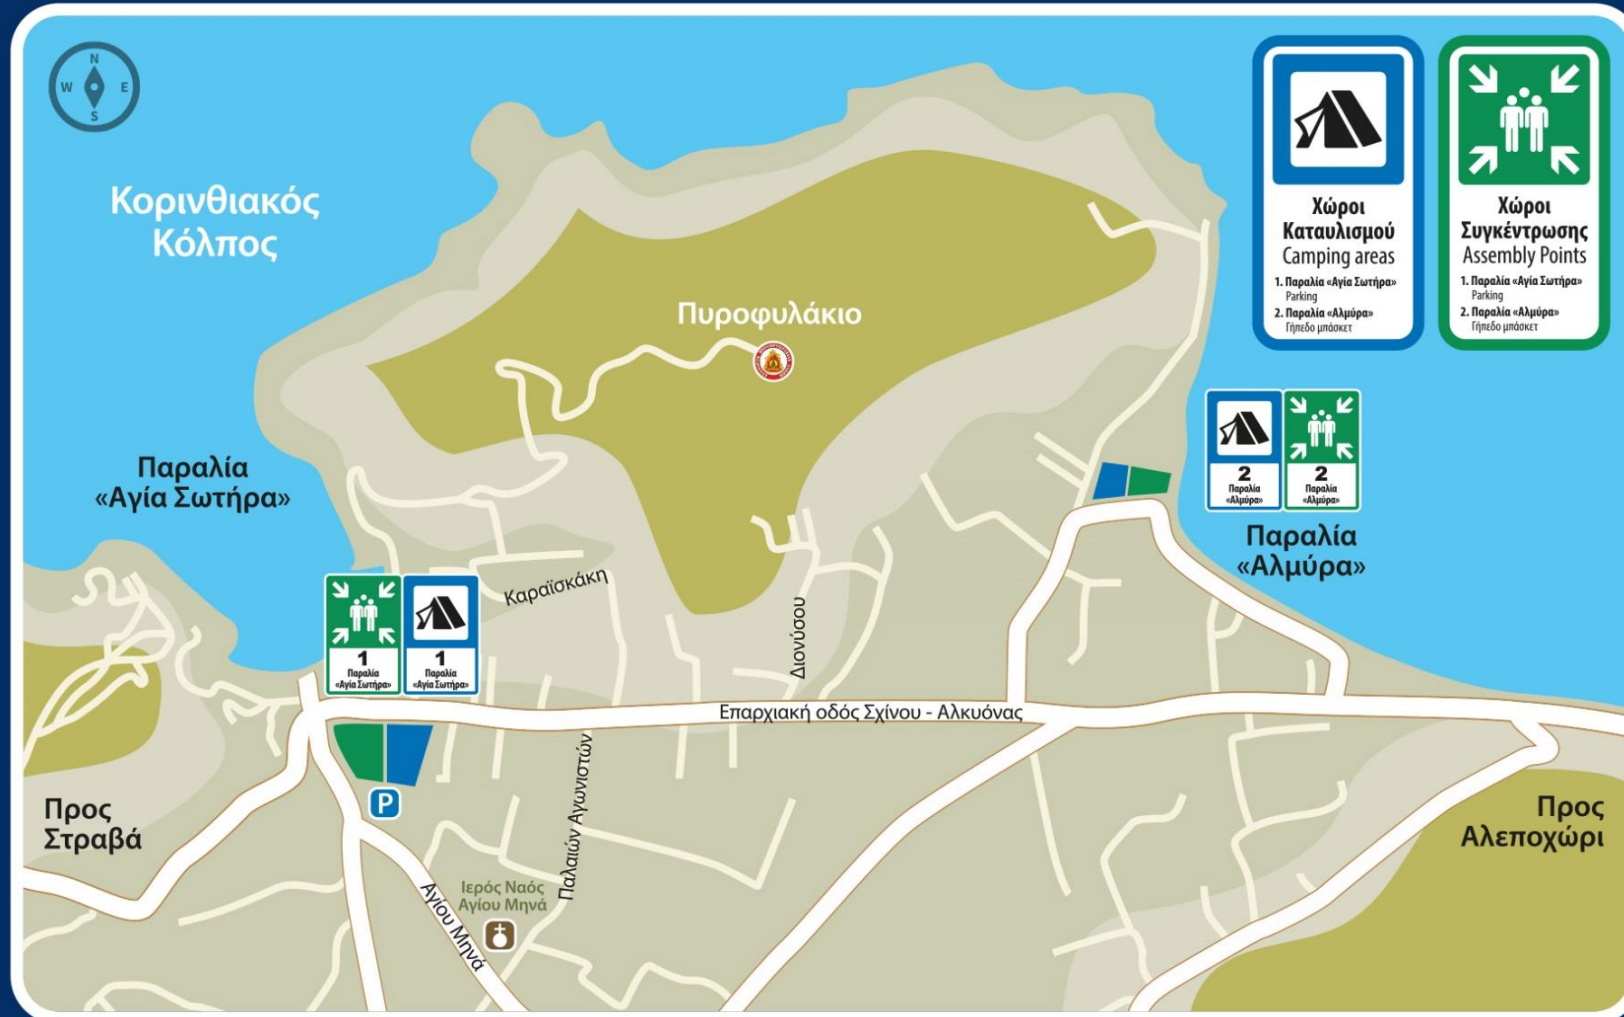 N
W E
S
Κορινθιακός
Κόλπος
Χώροι
Καταυλισμού
Camping areas
1. Παραλία «Αγία Σωτήρα»
Parking
2. Παραλία «Αλμύρα»
Γήπεδο μπάσκετ
Χώροι
Συγκέντρωσης
Assembly Points
1. Παραλία «Αγία Σωτήρα»
Parking
2. Παραλία «Αλμύρα»
Γήπεδο μπάσκετ
Πυροφυλάκιο
Παραλία
«Αγία Σωτήρα»
2
Παραλία
«Αλμύρα»
2
Παραλία
«Αλμύρα»
Παραλία
«Αλμύρα»
Καραϊσκάκη
1
Παραλία
«Αγία Σωτήρα»
1
Παραλία
«Αγία Σωτήρα»
Διονύσου
Επαρχιακή οδός Σχίνου - Αλκυόνας
Παλαιών Αγωνιστών
P
Προς
Στραβά
Προς
Αλεποχώρι
Ιερός Ναός
Αγίου Μηνά
Αγίου Μηνά